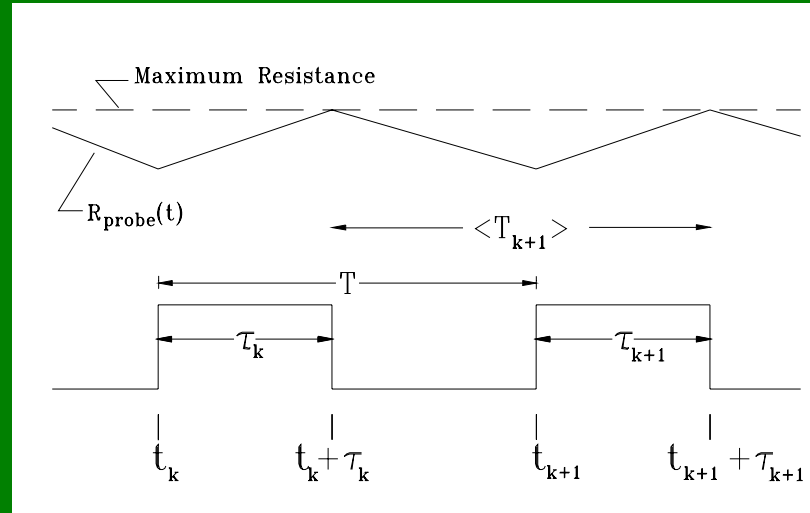 Maximum Resistance
R_probe(t)
<T_k+1>
T
τ_k
τ_k+1
t_k
t_k+τ_k
t_k+1
t_k+1 +τ_k+1